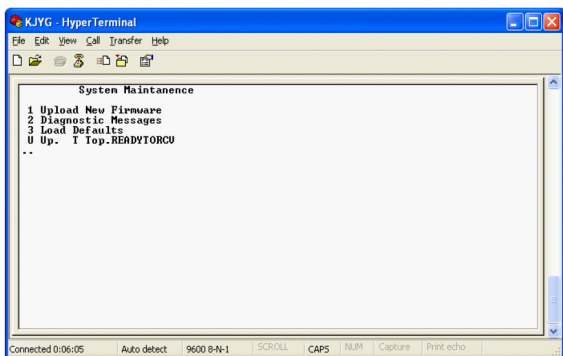 KJYG - HyperTerminal
File Edit View Call Transfer Help
System Maintanence
1 Upload New Firmware
2 Diagnostic Messages
3 Load Defaults
U Up. T Top.READYTORCV
..
Connected 0:06:05 Auto detect 9600 8-N-1 SCROLL CAPS NUM Capture Print echo